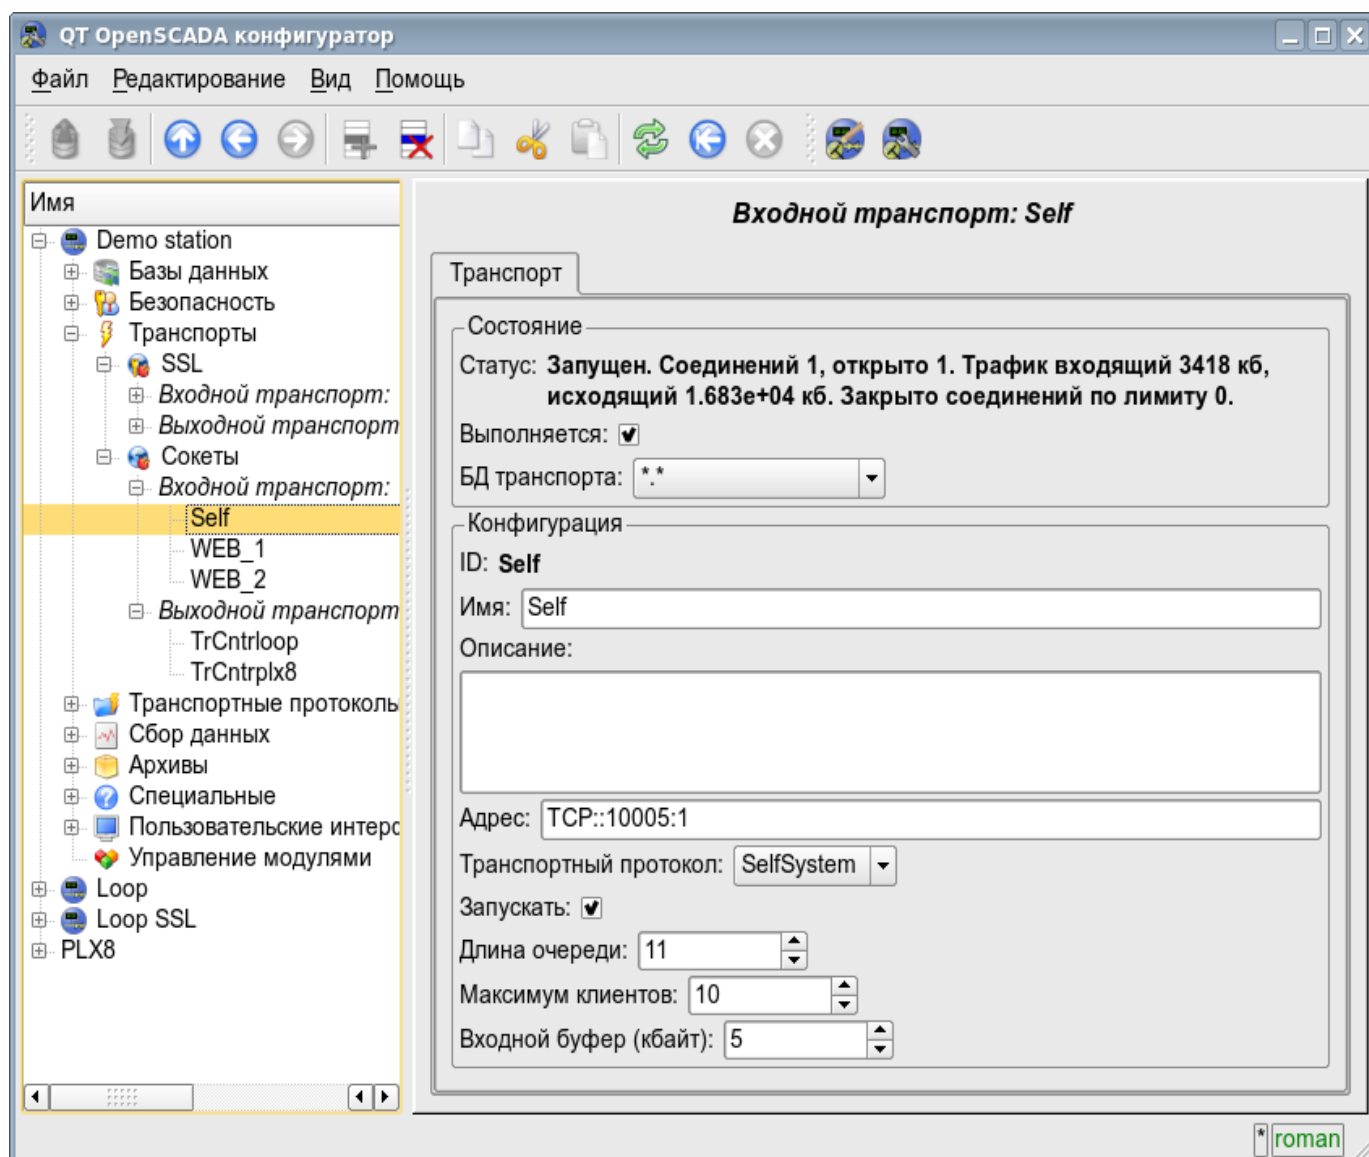 QT OpenSCADA конфигуратор
Файл Редактирование Вид Помощь
Имя
Demo station
Базы данных
Безопасность
Транспорты
SSL
Входной транспорт:
Выходной транспорт
Сокеты
Входной транспорт:
Self
WEB_1
WEB_2
Выходной транспорт
TrCntrloop
TrCntrplx8
Транспортные протоколы
Сбор данных
Архивы
Специальные
Пользовательские интерс
Управление модулями
Loop
Loop SSL
PLX8
Входной транспорт: Self
Транспорт
Состояние
Статус: Запущен. Соединений 1, открыто 1. Трафик входящий 3418 кб,
исходящий 1.683e+04 кб. Закрыто соединений по лимиту 0.
Выполняется:
БД транспорта: *.*
Конфигурация
ID: Self
Имя: Self
Описание:
Адрес: TCP::10005:1
Транспортный протокол: SelfSystem
Запускать:
Длина очереди: 11
Максимум клиентов: 10
Входной буфер (кбайт): 5
* roman